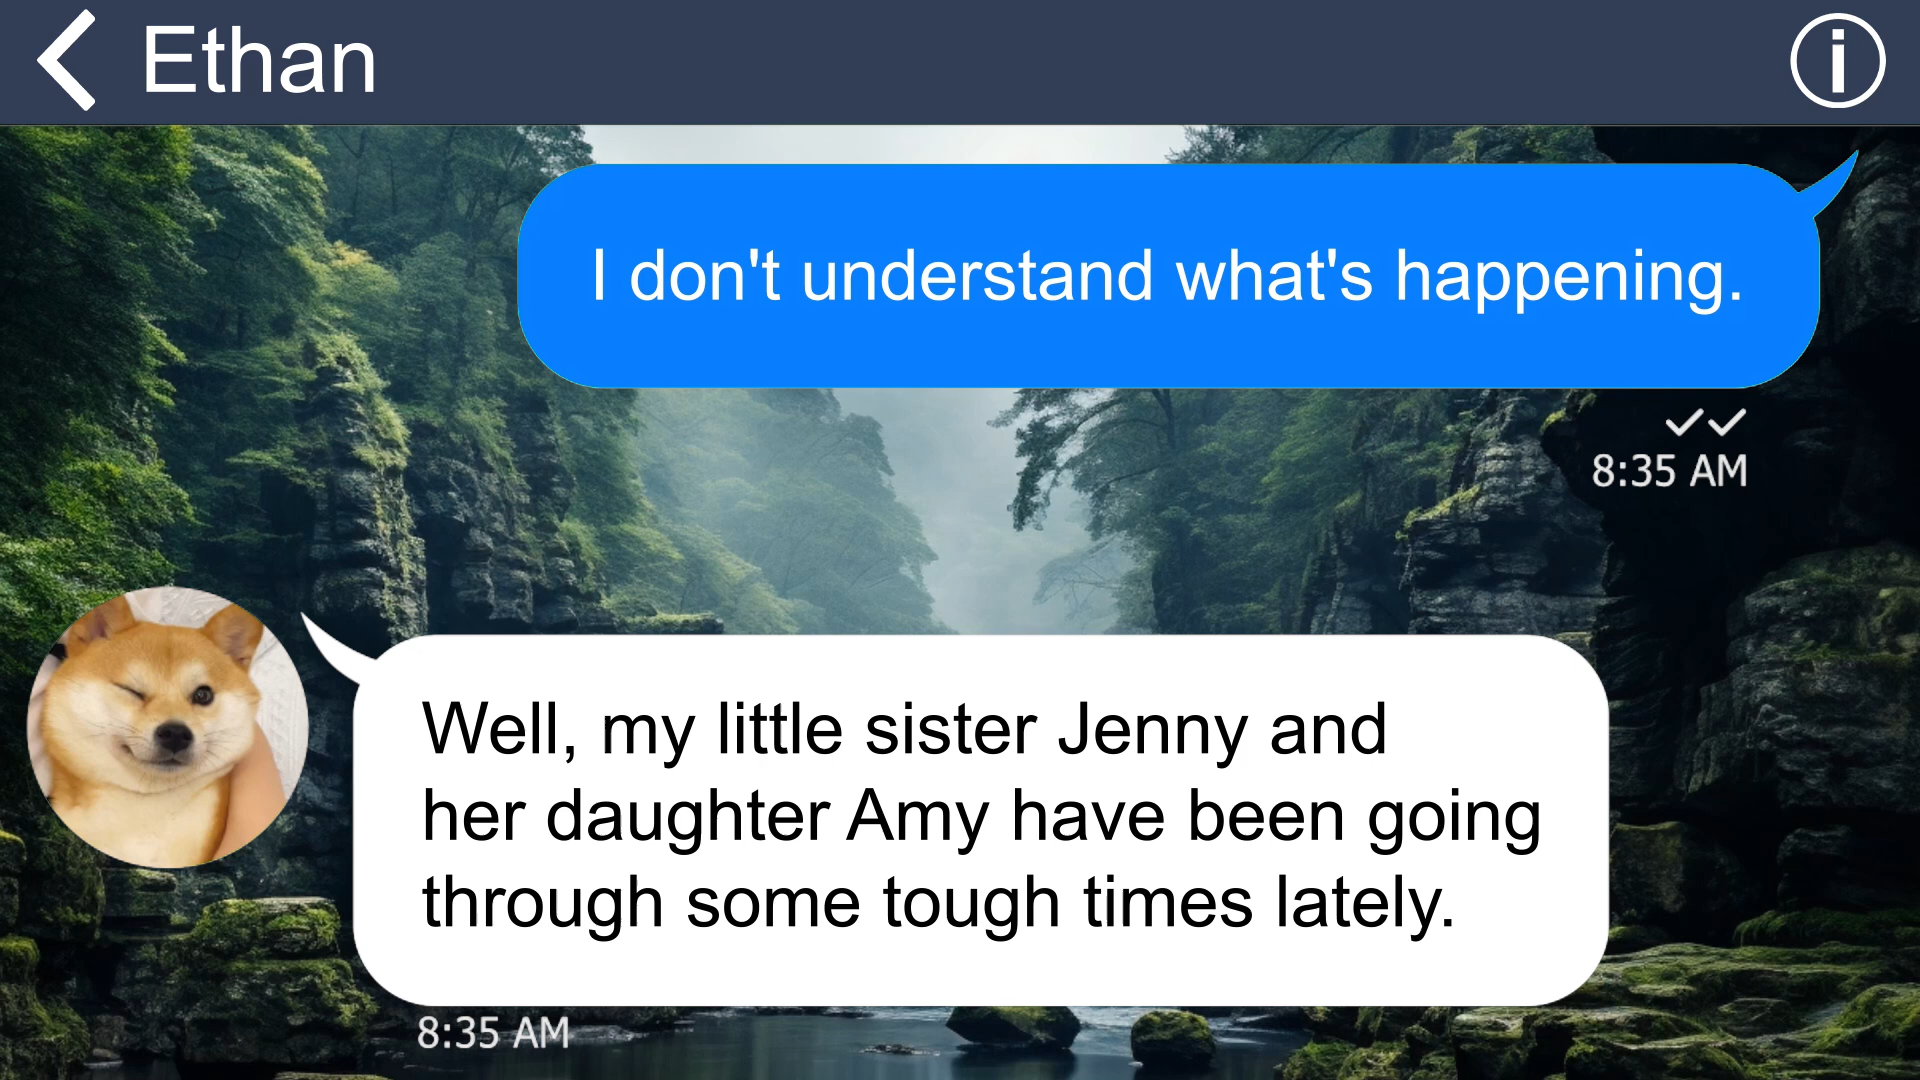 Ethan
I don't understand what's happening.
8:35 AM
Well, my little sister Jenny and
her daughter Amy have been going
through some tough times lately.
8:35 AM